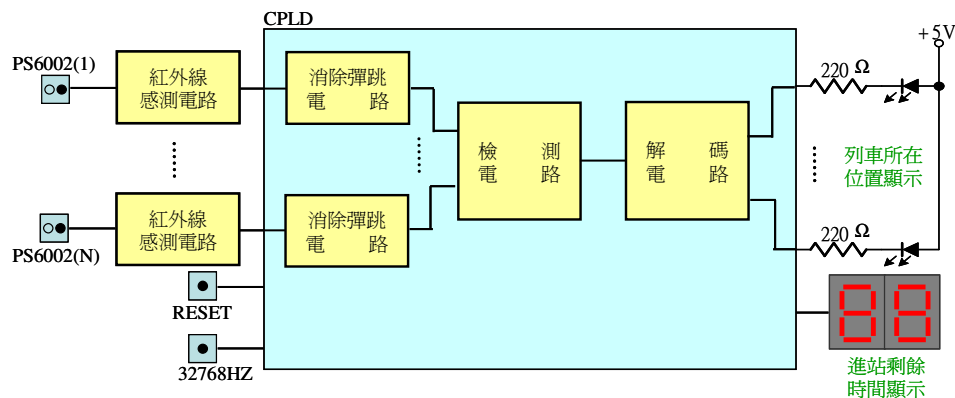 CPLD
+5V
PS6002(1)
紅外線
感測電路
消除彈跳
電 路
220 Ω
檢 測
電 路
解 碼
電 路
列車所在
位置顯示
紅外線
感測電路
消除彈跳
電 路
220 Ω
PS6002(N)
RESET
88
32768HZ
進站剩餘
時間顯示